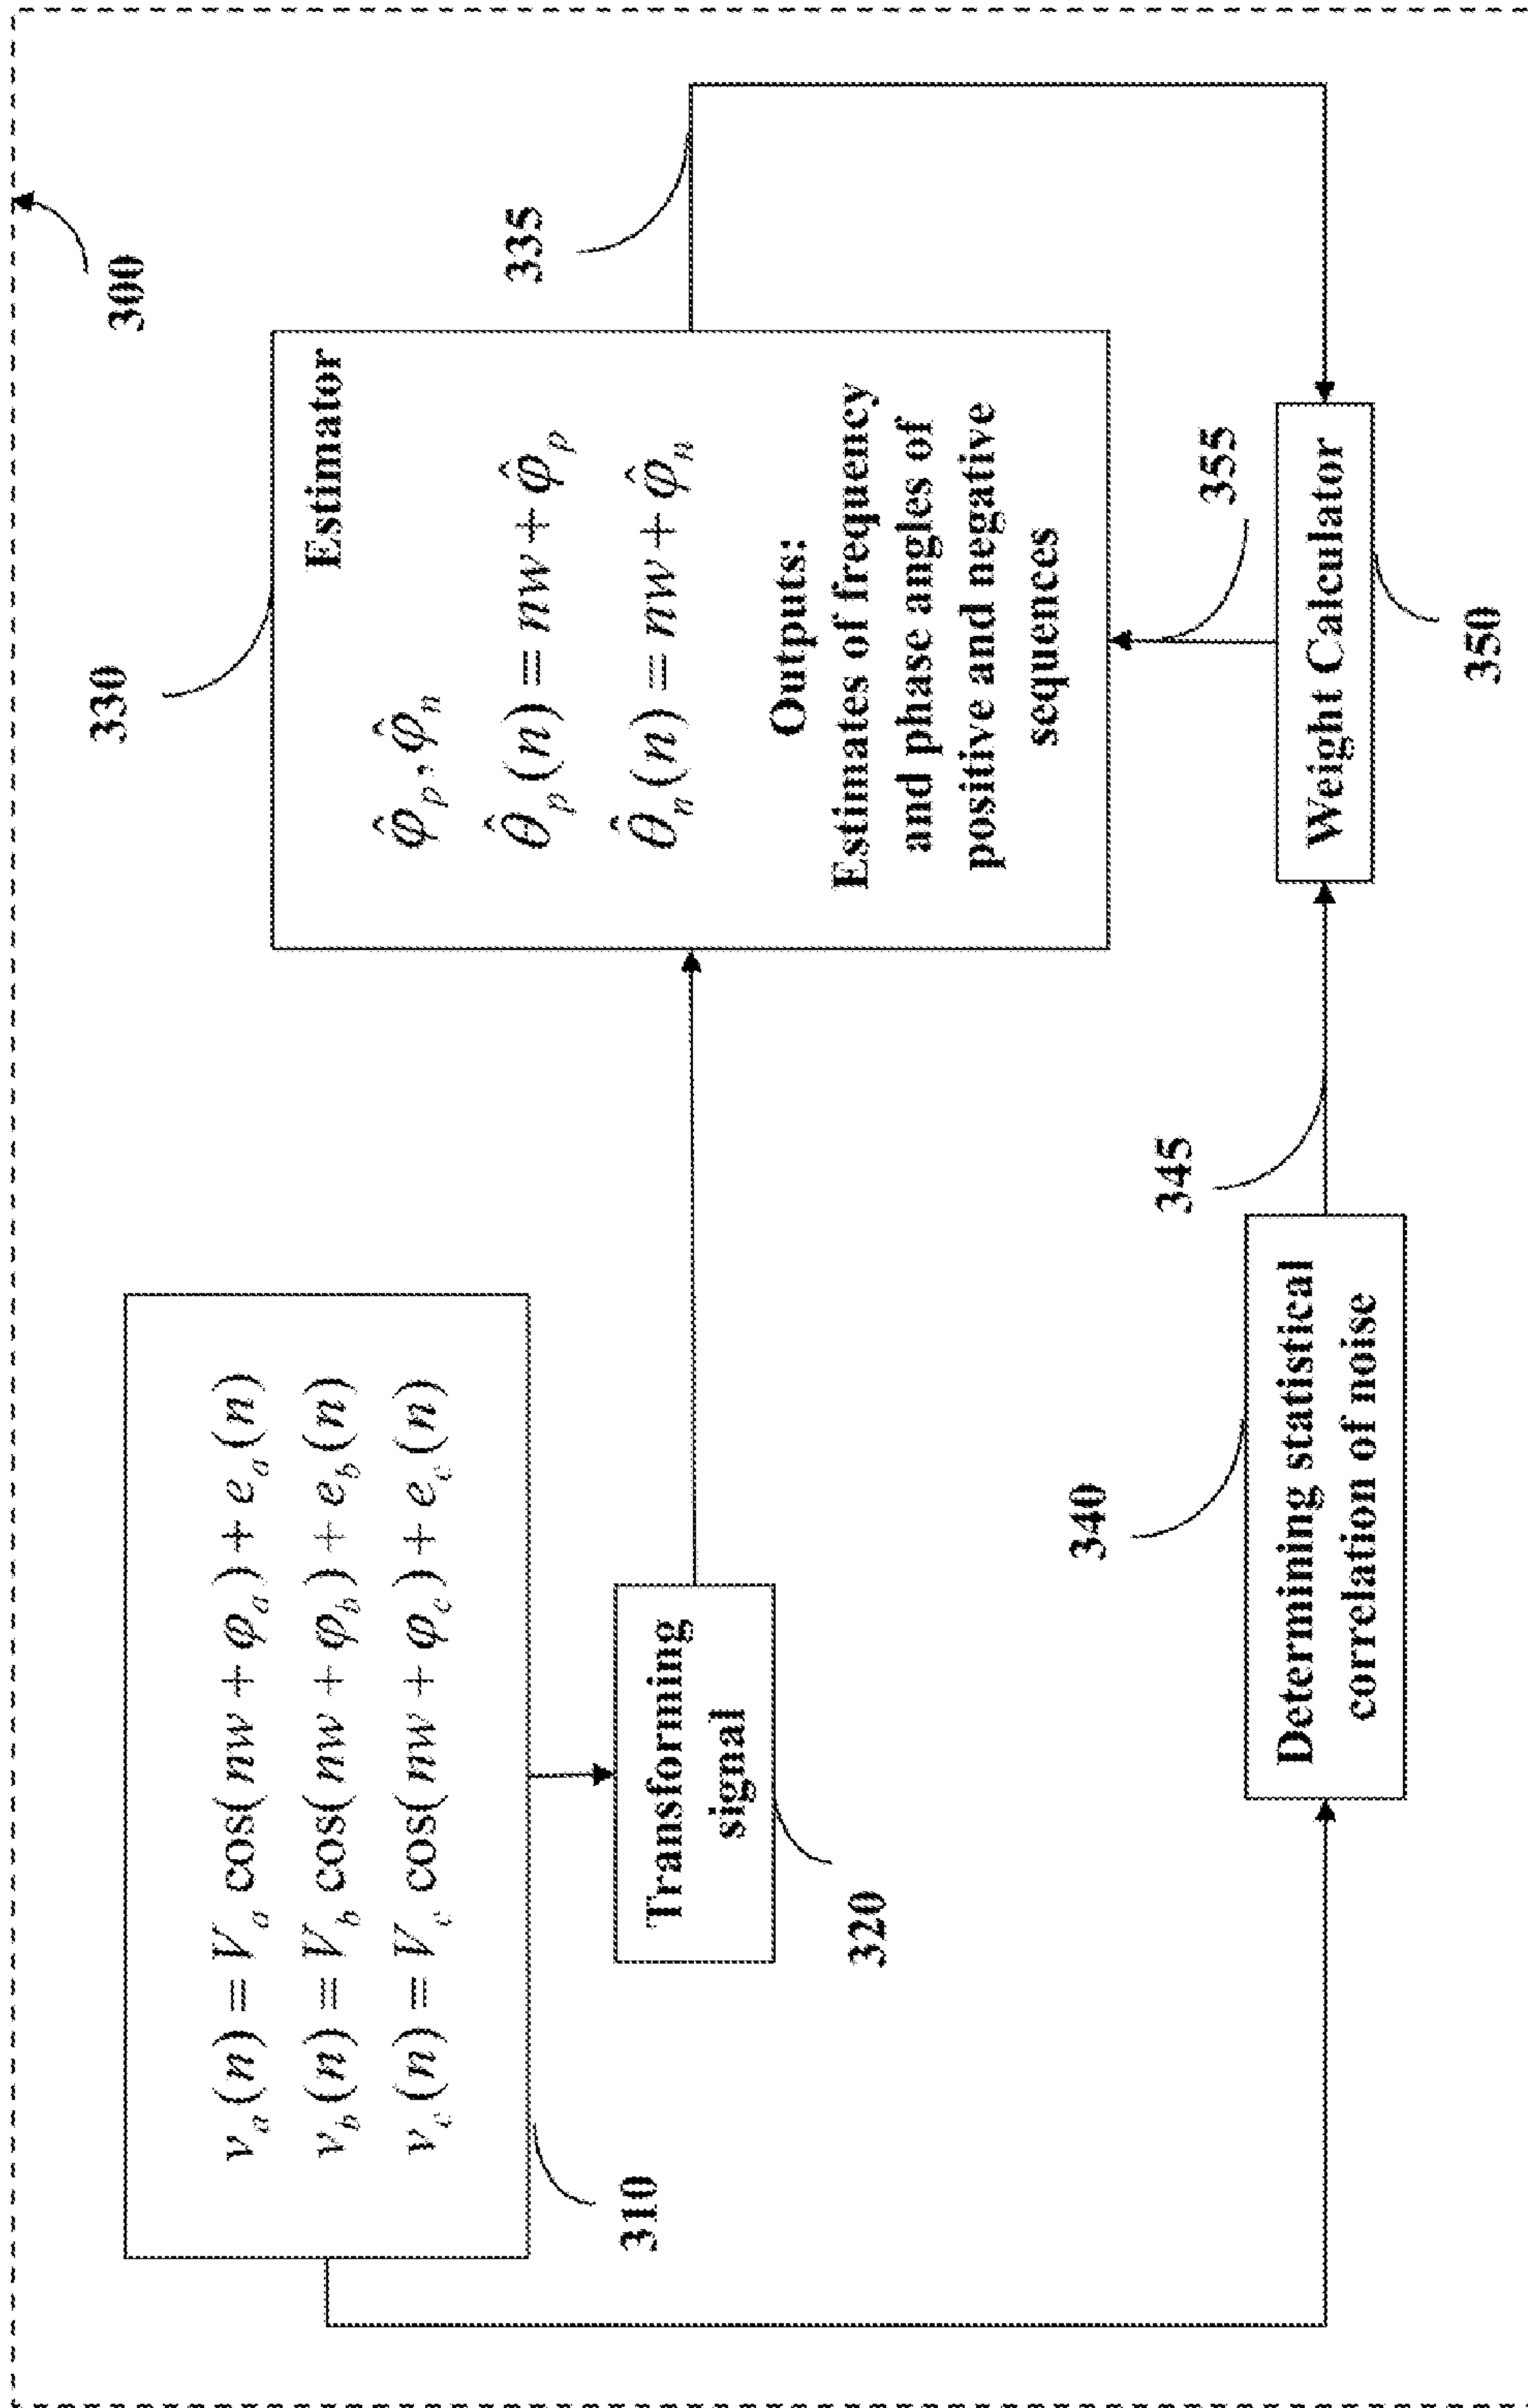 300
v_a(n) = V_a cos(nw + φ_a) + e_a(n)
v_b(n) = V_b cos(nw + φ_b) + e_b(n)
v_c(n) = V_c cos(nw + φ_c) + e_c(n)
310
Transforming
signal
320
330
Estimator
φ̂_p, φ̂_n
θ̂_p(n) = nw + φ̂_p
θ̂_n(n) = nw + φ̂_n
Outputs:
Estimates of frequency
and phase angles of
positive and negative
sequences
335
340
Determining statistical
correlation of noise
345
355
Weight Calculator
350